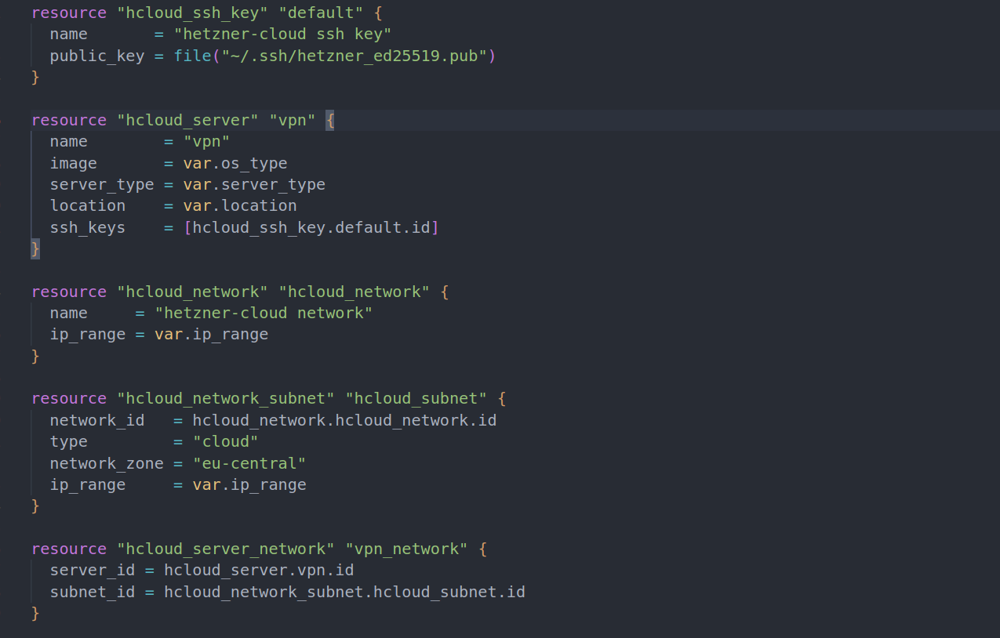 resource "hcloud_ssh_key" "default" {
  name       = "hetzner-cloud ssh key"
  public_key = file("~/.ssh/hetzner_ed25519.pub")
}

resource "hcloud_server" "vpn" {
  name        = "vpn"
  image       = var.os_type
  server_type = var.server_type
  location    = var.location
  ssh_keys    = [hcloud_ssh_key.default.id]
}

resource "hcloud_network" "hcloud_network" {
  name     = "hetzner-cloud network"
  ip_range = var.ip_range
}

resource "hcloud_network_subnet" "hcloud_subnet" {
  network_id   = hcloud_network.hcloud_network.id
  type         = "cloud"
  network_zone = "eu-central"
  ip_range     = var.ip_range
}

resource "hcloud_server_network" "vpn_network" {
  server_id = hcloud_server.vpn.id
  subnet_id = hcloud_network_subnet.hcloud_subnet.id
}